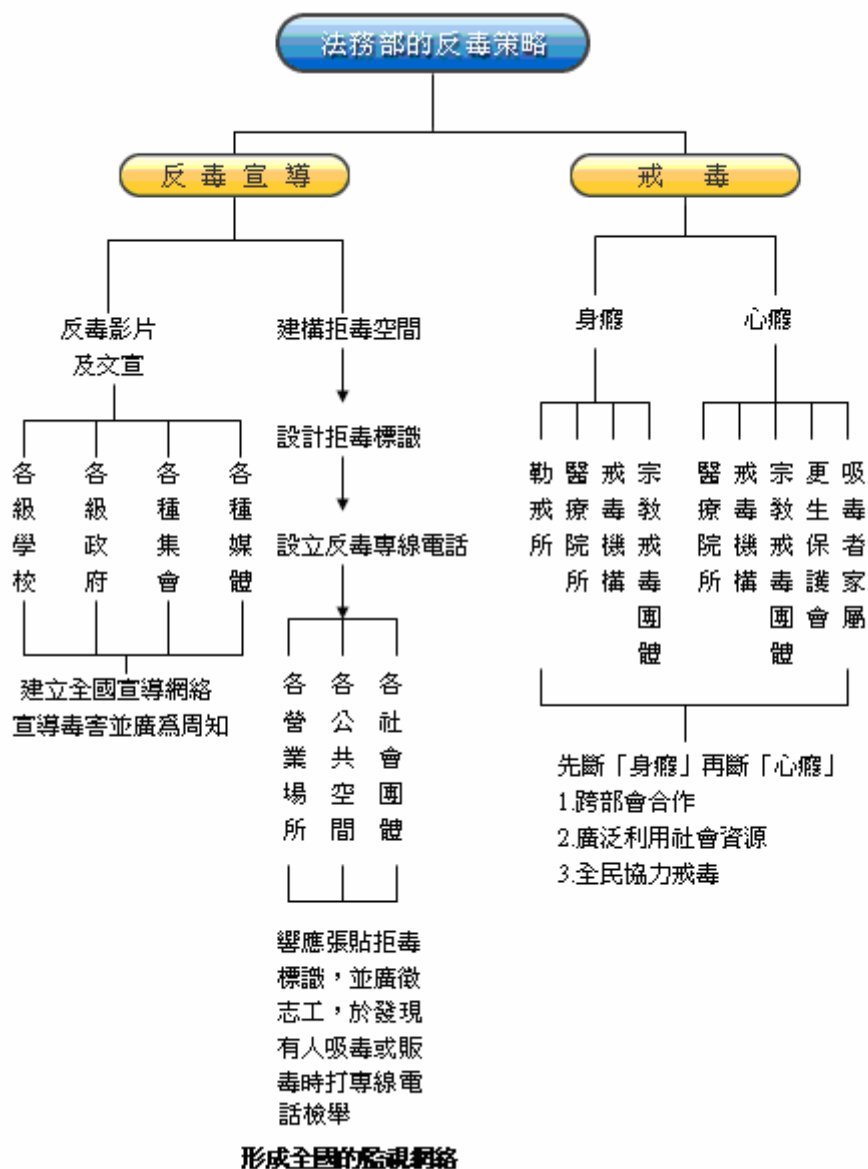 法務部的反毒策略
反毒宣導
戒毒
反毒影片
及文宣
各級學校
各級政府
各種集會
各種媒體
建立全國宣導網絡
宣導毒害並廣為周知
建構拒毒空間
設計拒毒標識
設立反毒專線電話
各營業場所
各公共空間
各社會團體
響應張貼拒毒
標識，並廣徵
志工，於發現
有人吸毒或販
毒時打專線電
話檢舉
形成全國的監視網絡
身癮
心癮
勒戒所
醫療院所
戒毒機構
宗教戒毒團體
醫療院所
戒毒機構
宗教戒毒團體
更生保護會
吸毒者家屬
先斷「身癮」再斷「心癮」
1.跨部會合作
2.廣泛利用社會資源
3.全民協力戒毒